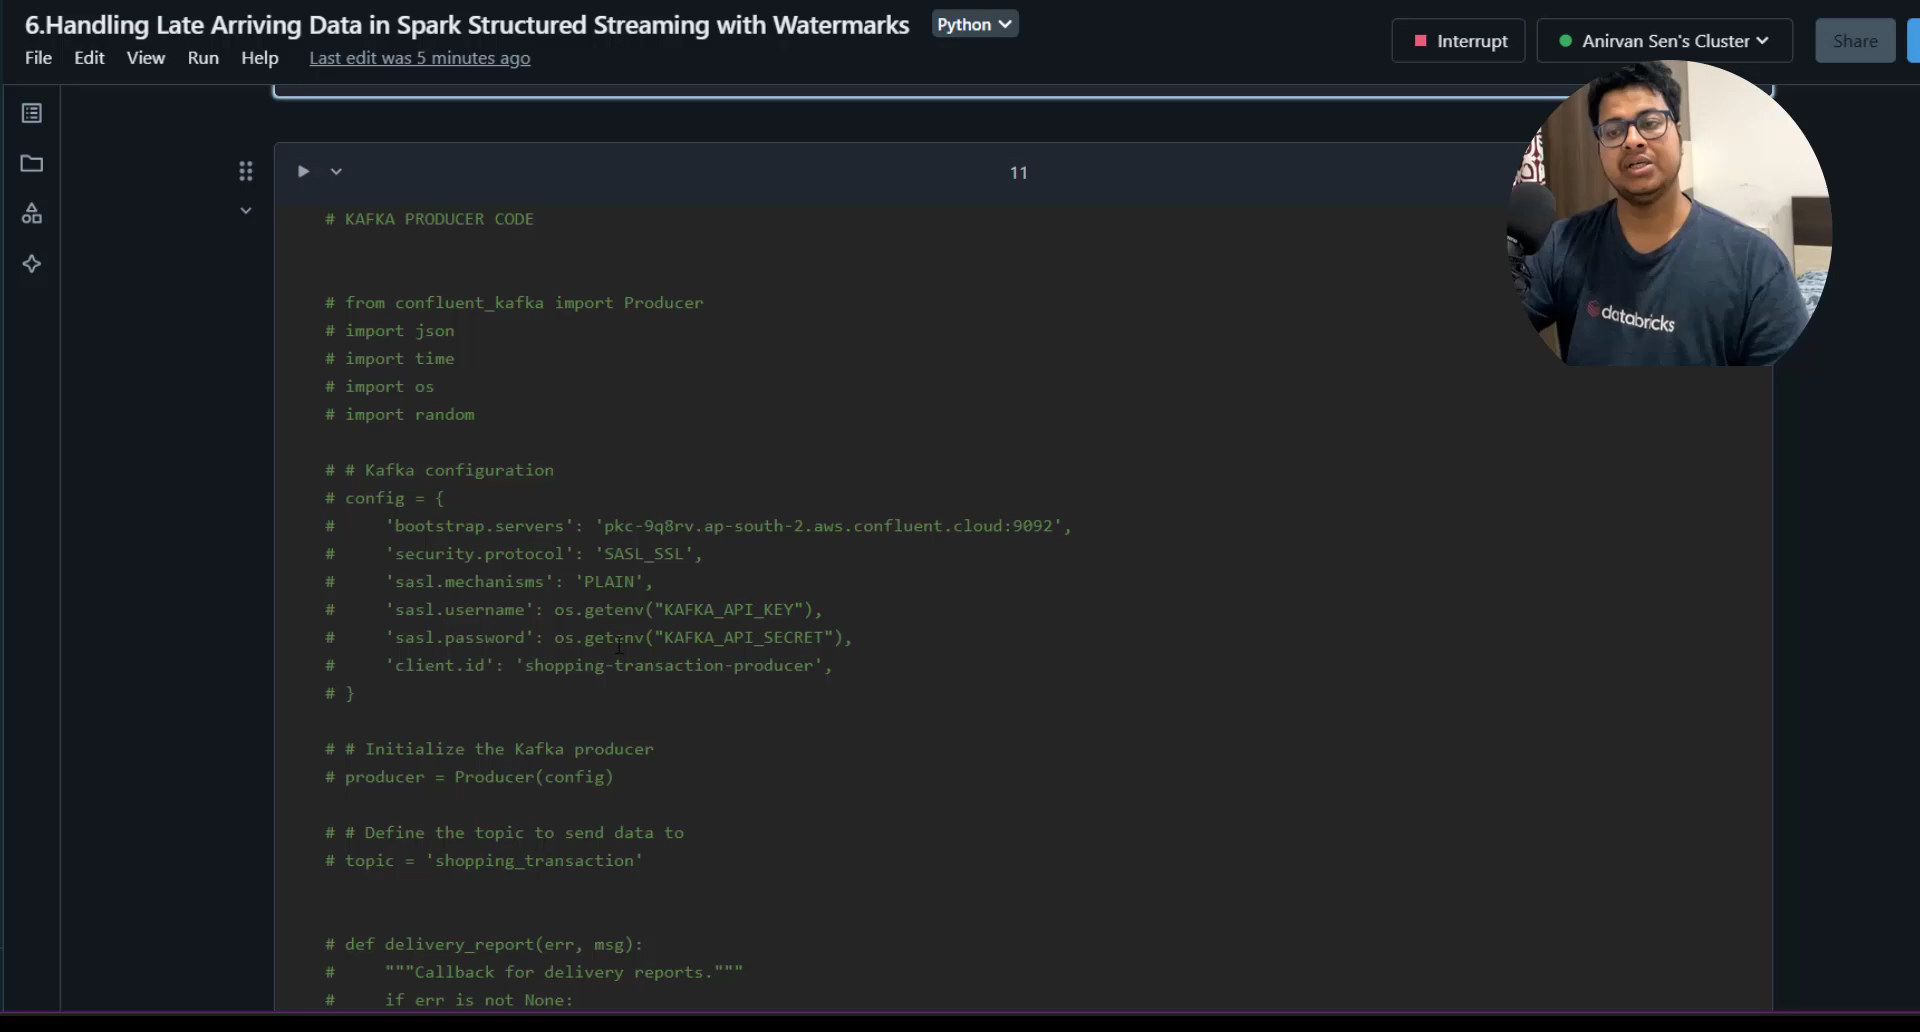 6.Handling Late Arriving Data in Spark Structured Streaming with Watermarks Python
Interrupt Anirvan Sen's Cluster Share
File Edit View Run Help Last edit was 5 minutes ago
11
# KAFKA PRODUCER CODE
# from confluent_kafka import Producer
# import json
# import time
# import os
# import random
# # Kafka configuration
# config = {
#     'bootstrap.servers': 'pkc-9q8rv.ap-south-2.aws.confluent.cloud:9092',
#     'security.protocol': 'SASL_SSL',
#     'sasl.mechanisms': 'PLAIN',
#     'sasl.username': os.getenv("KAFKA_API_KEY"),
#     'sasl.password': os.getenv("KAFKA_API_SECRET"),
#     'client.id': 'shopping-transaction-producer',
# }
# # Initialize the Kafka producer
# producer = Producer(config)
# # Define the topic to send data to
# topic = 'shopping_transaction'
# def delivery_report(err, msg):
#     """Callback for delivery reports."""
#     if err is not None:
databricks